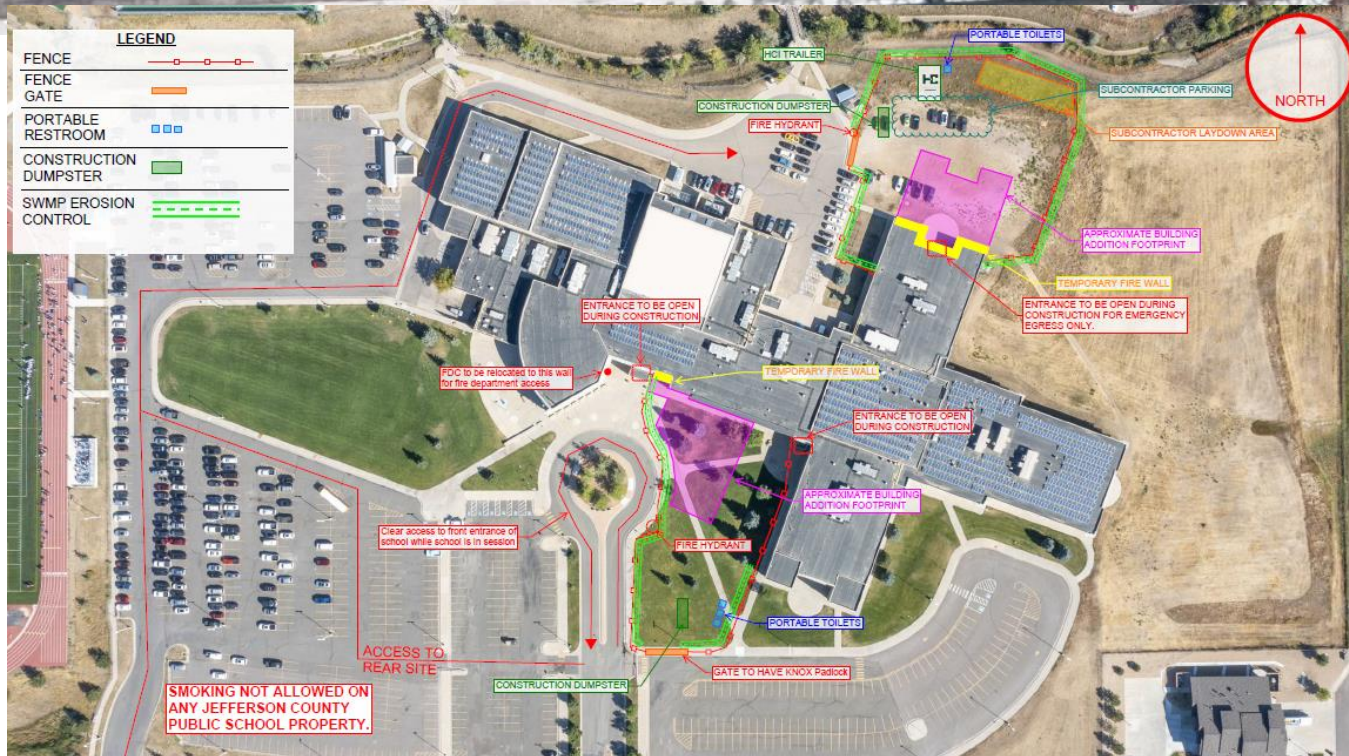 LEGEND
FENCE
FENCE
GATE
PORTABLE
RESTROOM
CONSTRUCTION
DUMPSTER
SWMP EROSION
CONTROL
PORTABLE TOILETS
HCI TRAILER
HC
NORTH
SUBCONTRACTOR PARKING
CONSTRUCTION DUMPSTER
FIRE HYDRANT
SUBCONTRACTOR LAYDOWN AREA
APPROXIMATE BUILDING
ADDITION FOOTPRINT
TEMPORARY FIRE WALL
ENTRANCE TO BE OPEN DURING
CONSTRUCTION FOR EMERGENCY
EGRESS ONLY.
ENTRANCE TO BE OPEN
DURING CONSTRUCTION
FDC to be relocated to this wall
for fire department access
TEMPORARY FIRE WALL
ENTRANCE TO BE OPEN
DURING CONSTRUCTION
APPROXIMATE BUILDING
ADDITION FOOTPRINT
Clear access to front entrance of
school while school is in session
FIRE HYDRANT
PORTABLE TOILETS
ACCESS TO
REAR SITE
GATE TO HAVE KNOX Padlock
CONSTRUCTION DUMPSTER
SMOKING NOT ALLOWED ON
ANY JEFFERSON COUNTY
PUBLIC SCHOOL PROPERTY.